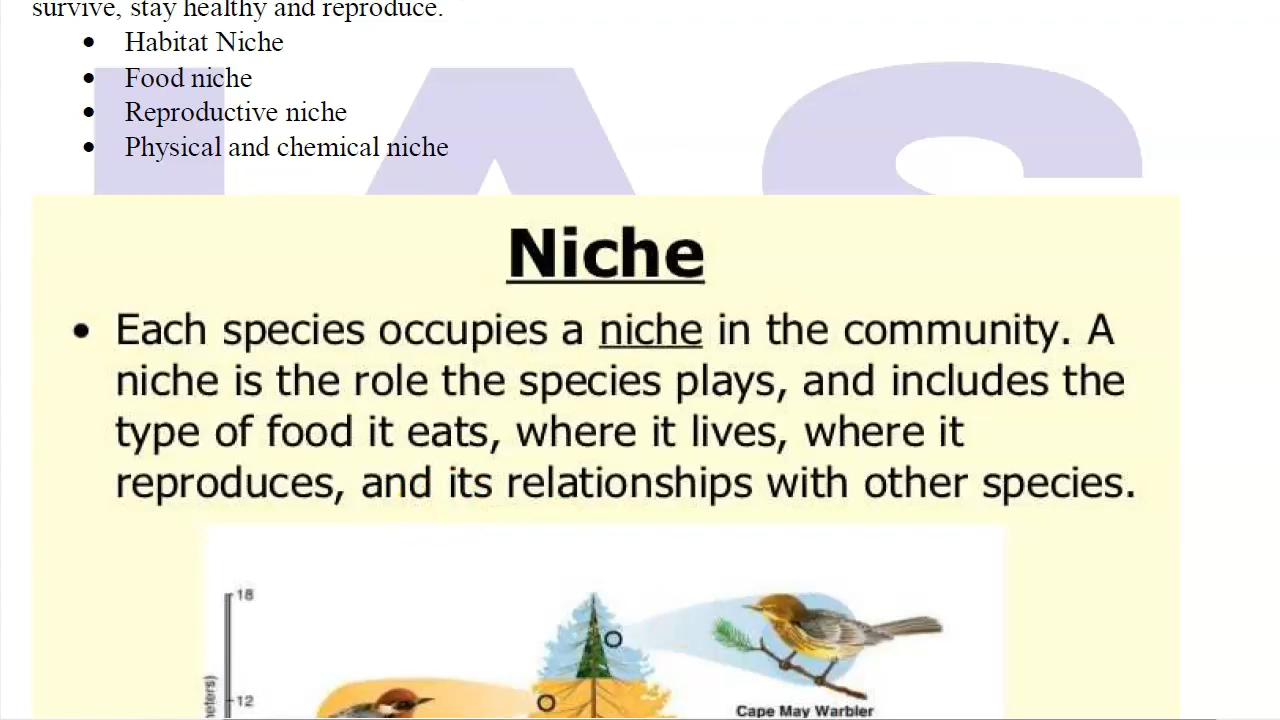 survive, stay healthy and reproduce.
• Habitat Niche
• Food niche
• Reproductive niche
• Physical and chemical niche
IAS
Niche
• Each species occupies a niche in the community. A
niche is the role the species plays, and includes the
type of food it eats, where it lives, where it
reproduces, and its relationships with other species.
18
12
Cape May Warbler